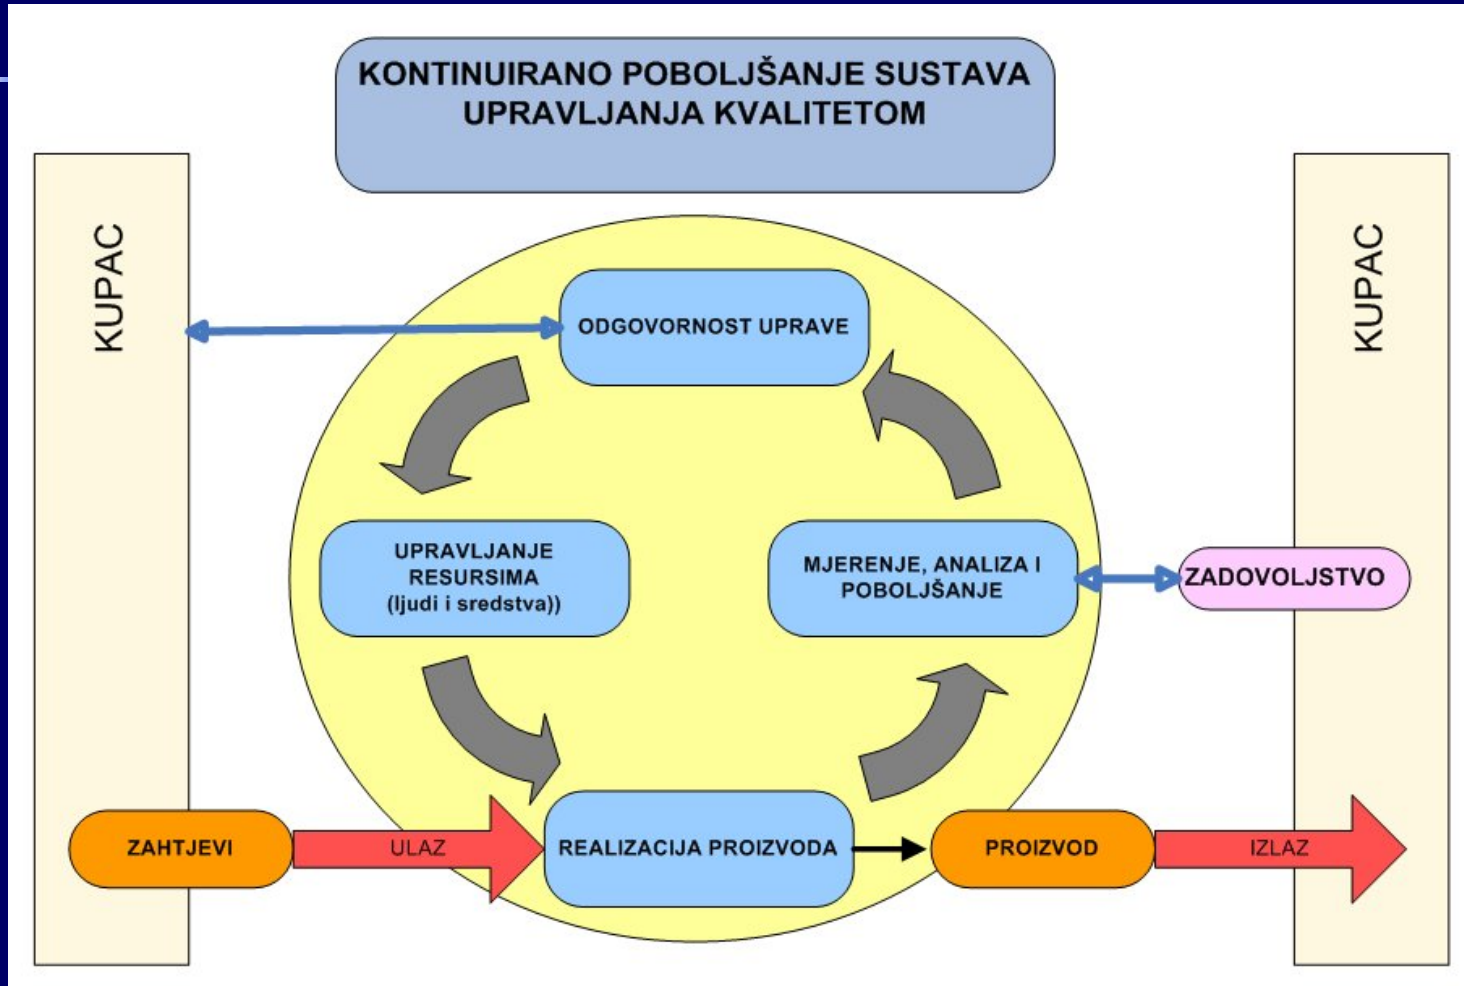 KONTINUIRANO POBOLJŠANJE SUSTAVA
UPRAVLJANJA KVALITETOM
KUPAC
KUPAC
ODGOVORNOST UPRAVE
UPRAVLJANJE
RESURSIMA
(ljudi i sredstva))
MJERENJE, ANALIZA I
POBOLJŠANJE
ZADOVOLJSTVO
ZAHTJEVI
ULAZ
REALIZACIJA PROIZVODA
PROIZVOD
IZLAZ